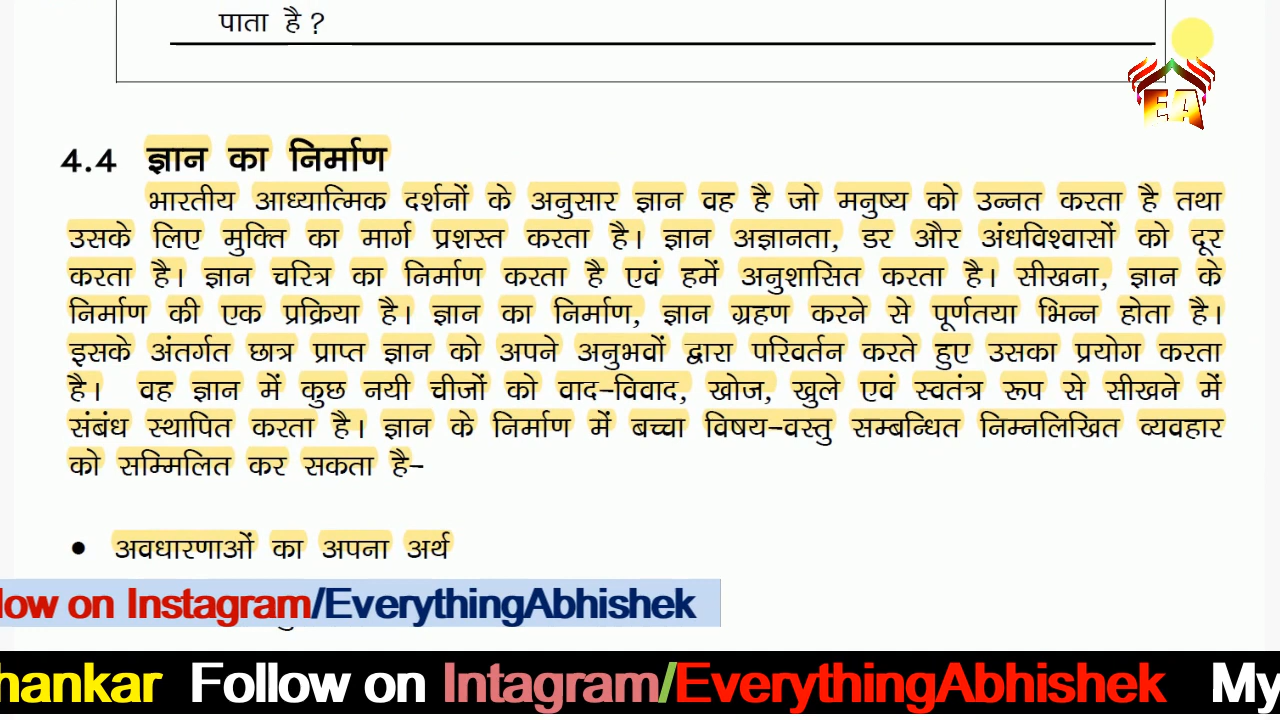 पाता है ?
EA
4.4 ज्ञान का निर्माण
भारतीय आध्यात्मिक दर्शनों के अनुसार ज्ञान वह है जो मनुष्य को उन्नत करता है तथा
उसके लिए मुक्ति का मार्ग प्रशस्त करता है। ज्ञान अज्ञानता, डर और अंधविश्वासों को दूर
करता है। ज्ञान चरित्र का निर्माण करता है एवं हमें अनुशासित करता है। सीखना, ज्ञान के
निर्माण की एक प्रक्रिया है। ज्ञान का निर्माण, ज्ञान ग्रहण करने से पूर्णतया भिन्न होता है।
इसके अंतर्गत छात्र प्राप्त ज्ञान को अपने अनुभवों द्वारा परिवर्तन करते हुए उसका प्रयोग करता
है। वह ज्ञान में कुछ नयी चीजों को वाद-विवाद, खोज, खुले एवं स्वतंत्र रूप से सीखने में
संबंध स्थापित करता है। ज्ञान के निर्माण में बच्चा विषय-वस्तु सम्बन्धित निम्नलिखित व्यवहार
को सम्मिलित कर सकता है-
• अवधारणाओं का अपना अर्थ
low on Instagram/EverythingAbhishek
hankar Follow on Intagram/EverythingAbhishek My